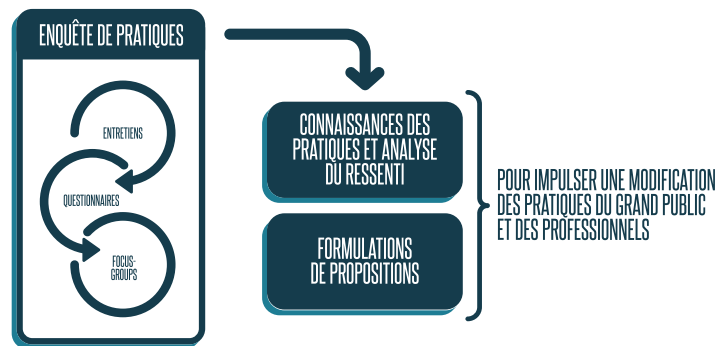 ENQUÊTE DE PRATIQUES
ENTRETIENS
QUESTIONNAIRES
FOCUS-
GROUPS
CONNAISSANCES DES
PRATIQUES ET ANALYSE
DU RESSENTI
FORMULATIONS
DE PROPOSITIONS
POUR IMPULSER UNE MODIFICATION
DES PRATIQUES DU GRAND PUBLIC
ET DES PROFESSIONNELS